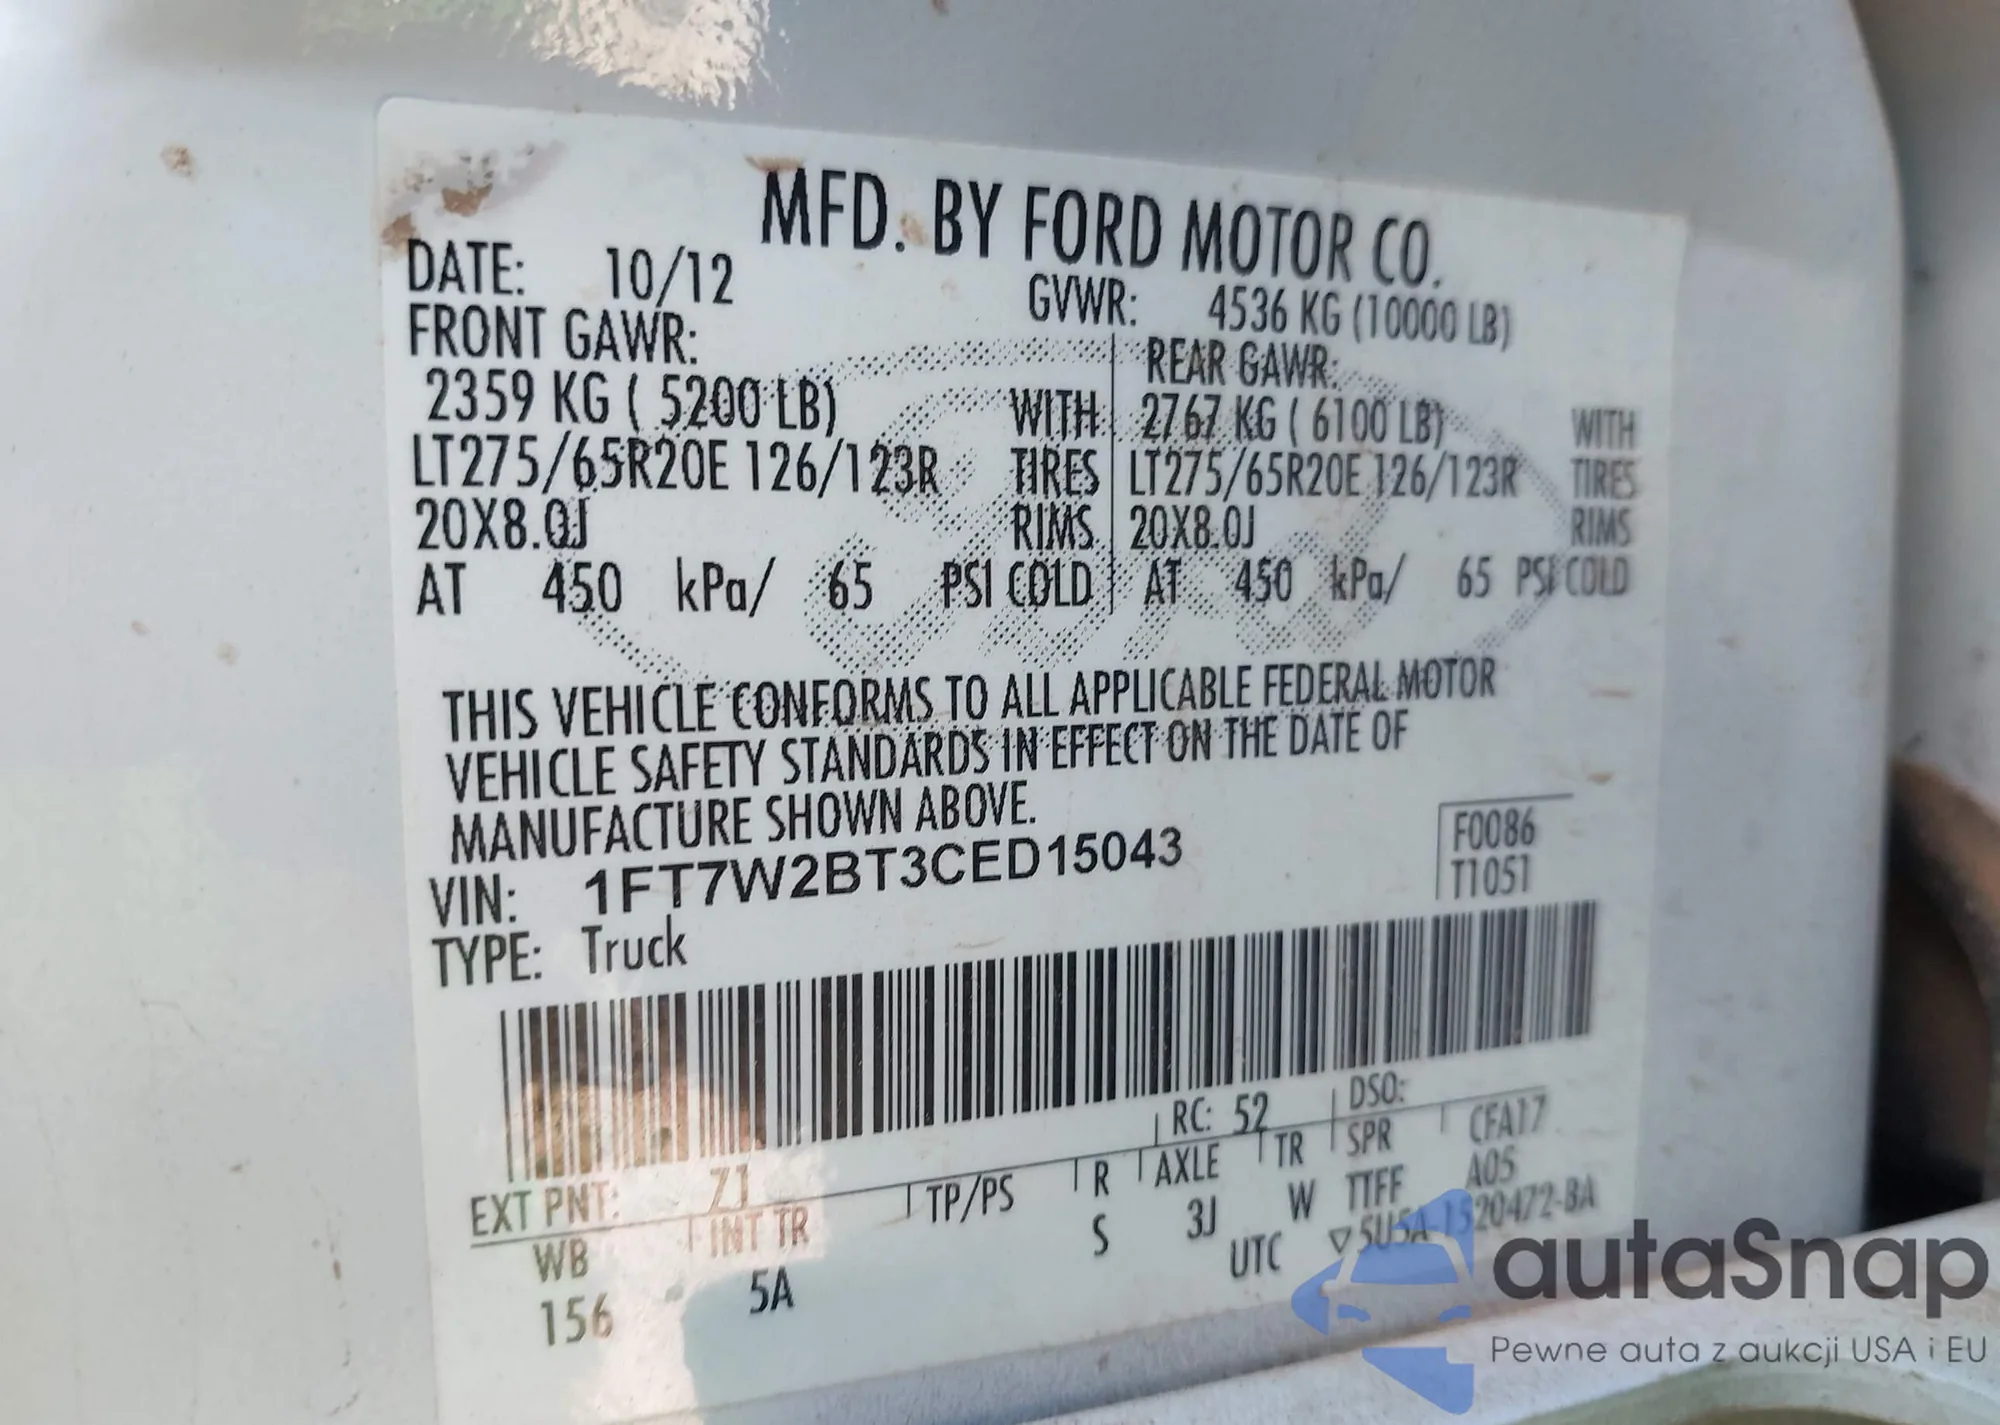 MFD. BY FORD MOTOR CO.
DATE: 10/12
GVWR: 4536 KG (10000 LB)
FRONT GAWR:
2359 KG ( 5200 LB) WITH
LT275/65R20E 126/123R TIRES
20X8.0J RIMS
AT 450 kPa/ 65 PSI COLD
REAR GAWR:
2767 KG ( 6100 LB) WITH
LT275/65R20E 126/123R TIRES
20X8.0J RIMS
AT 450 kPa/ 65 PSI COLD
THIS VEHICLE CONFORMS TO ALL APPLICABLE FEDERAL MOTOR
VEHICLE SAFETY STANDARDS IN EFFECT ON THE DATE OF
MANUFACTURE SHOWN ABOVE.
VIN: 1FT7W2BT3CED15043
TYPE: Truck
F0086
T1051
EXT PNT: Z1 RC: 52 DSO:
WB INT TR TP/PS R AXLE TR SPR CFA17
156 5A S 3J W TTFF A05
UTC ▽5U5A-1520472-BA
autaSnap
Pewne auta z aukcji USA i EU